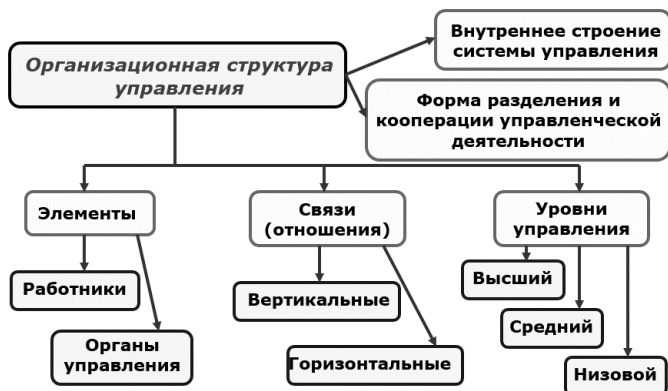 Внутреннее строение
системы управления
Организационная структура
управления
Форма разделения и
кооперации управленческой
деятельности
Элементы
Связи
(отношения)
Уровни
управления
Работники
Вертикальные
Высший
Средний
Органы
управления
Горизонтальные
Низовой